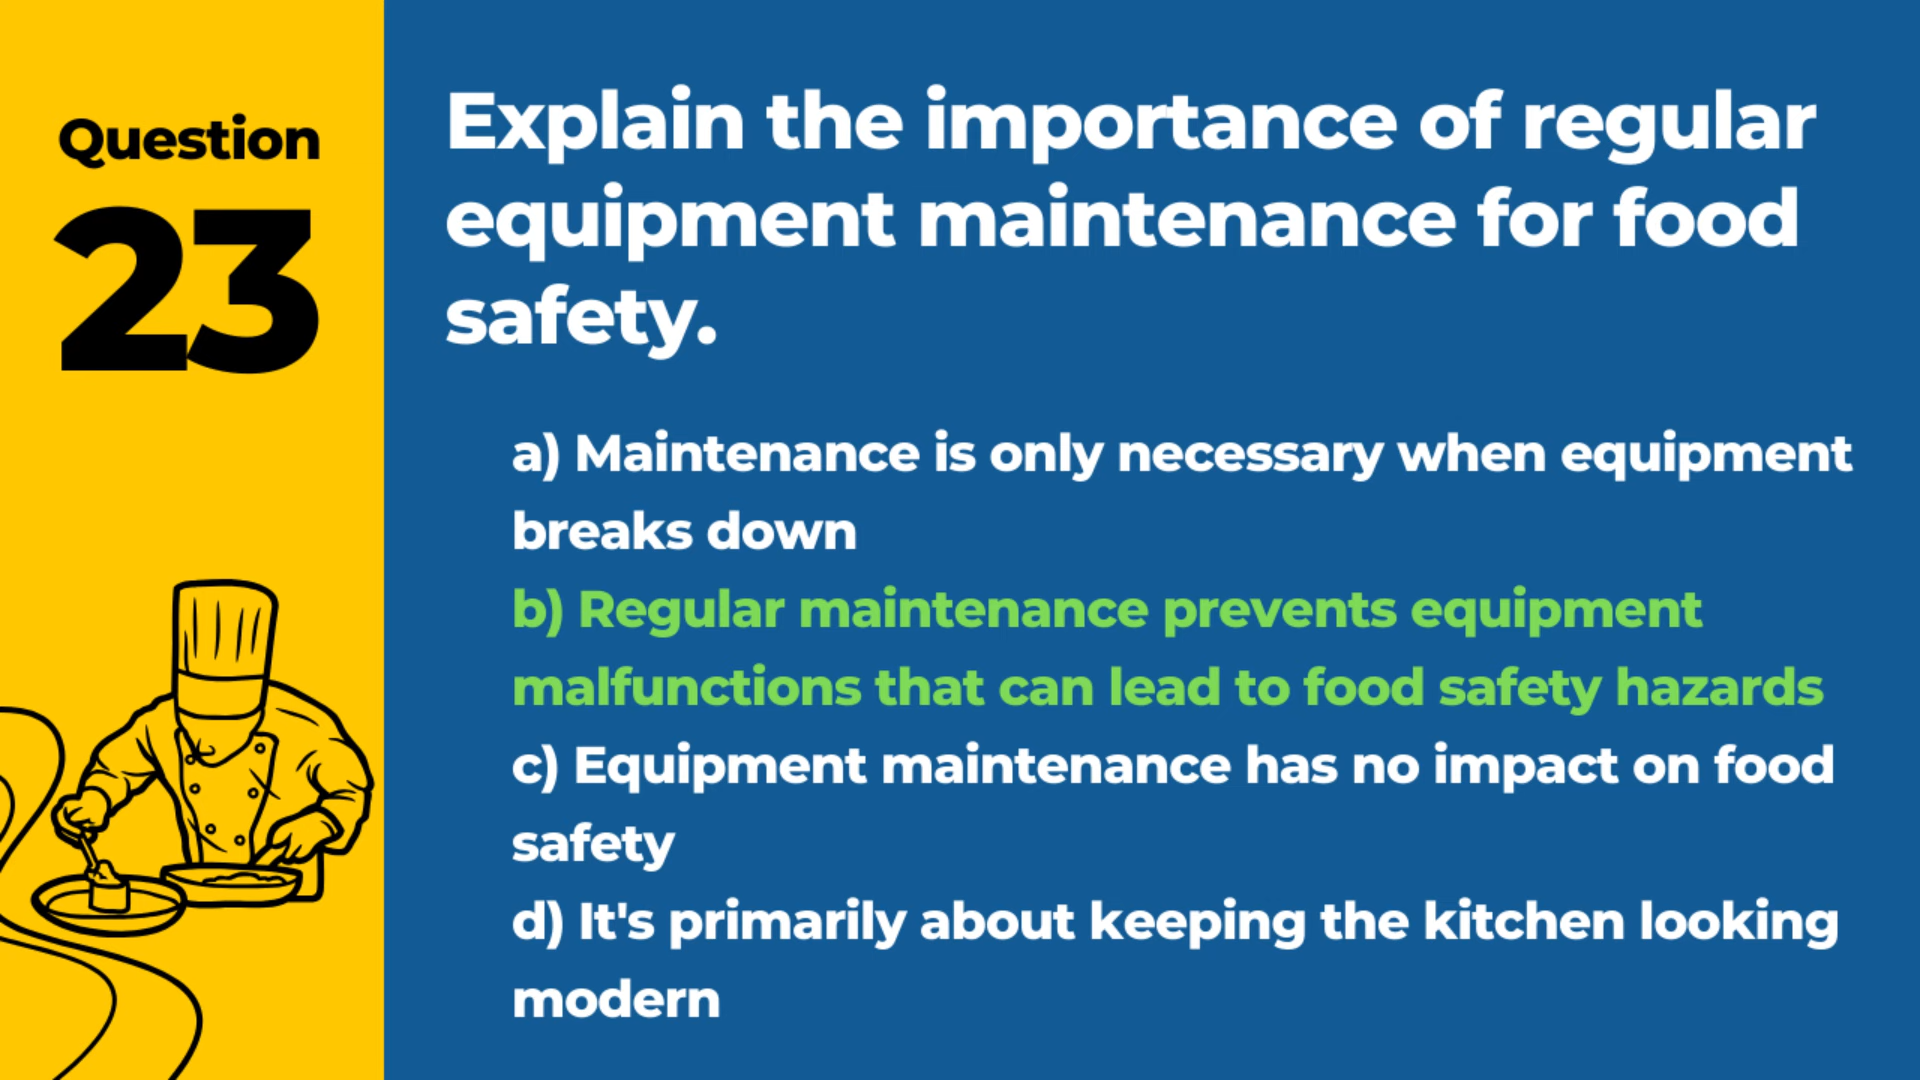 Question
23
Explain the importance of regular
equipment maintenance for food
safety.
a) Maintenance is only necessary when equipment
breaks down
b) Regular maintenance prevents equipment
malfunctions that can lead to food safety hazards
c) Equipment maintenance has no impact on food
safety
d) It's primarily about keeping the kitchen looking
modern